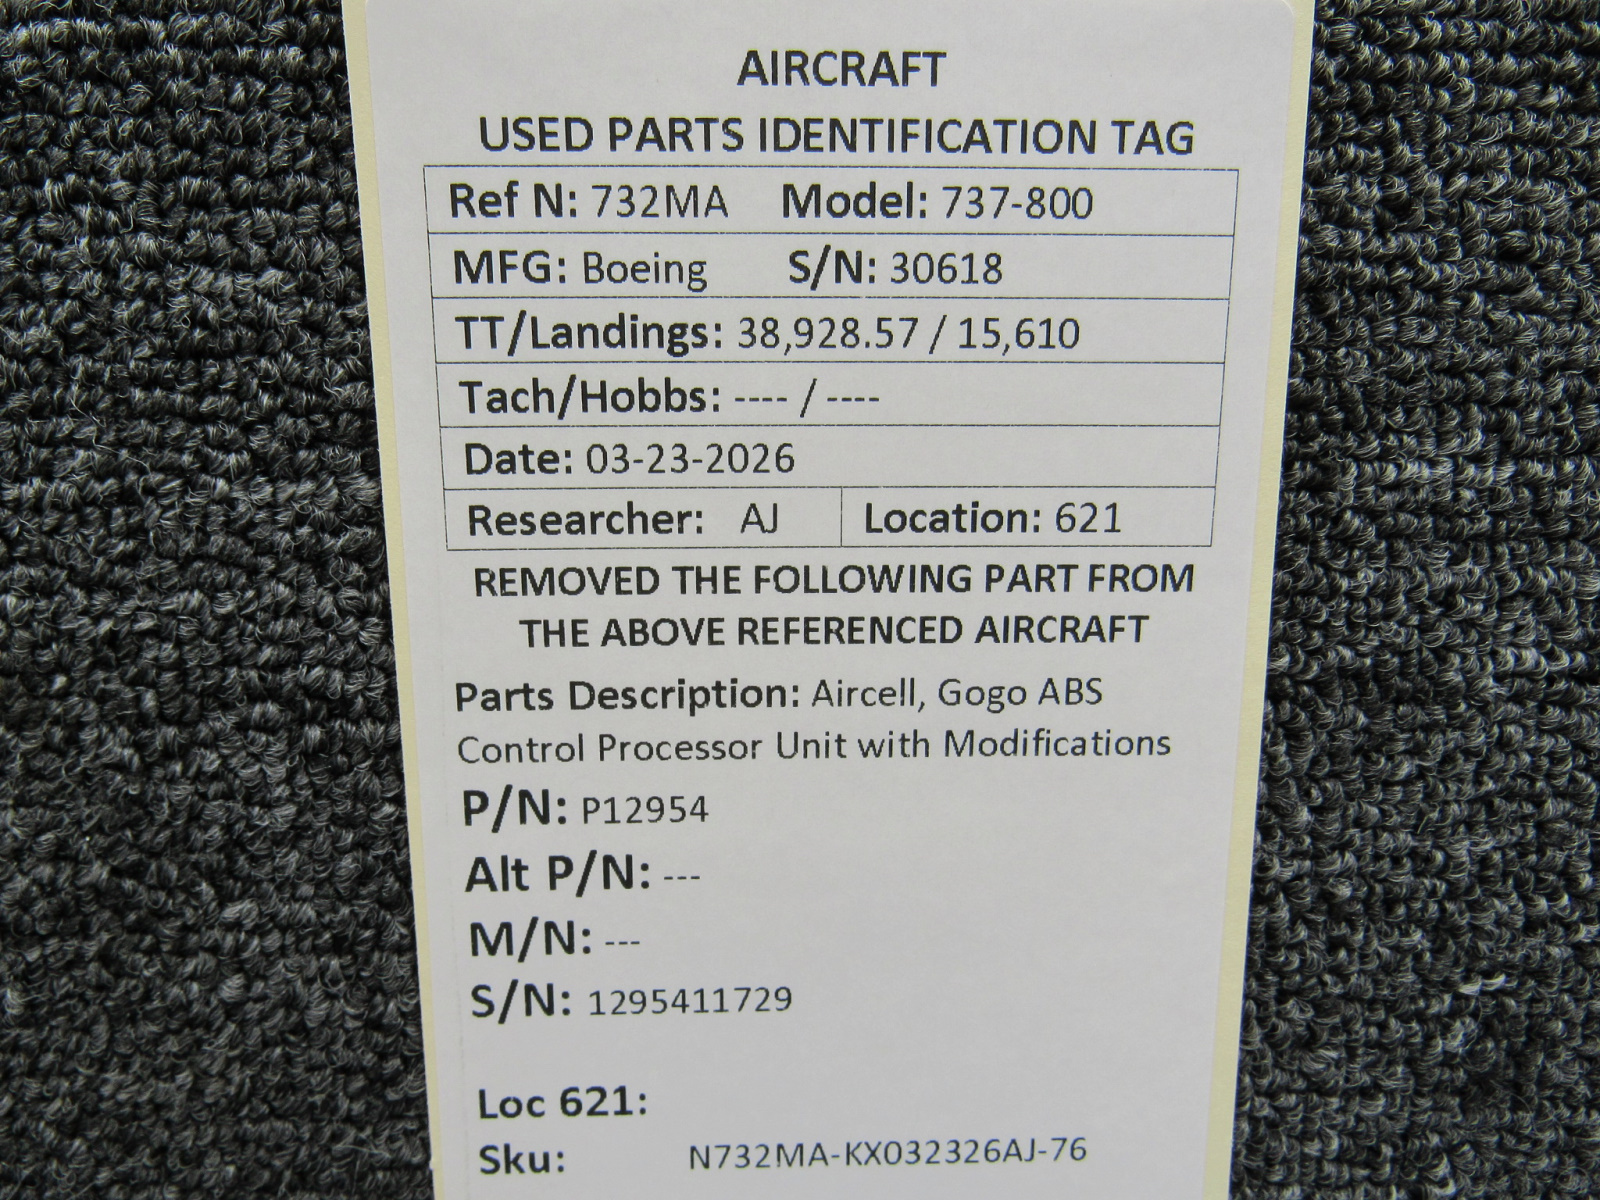 AIRCRAFT
USED PARTS IDENTIFICATION TAG
Ref N: 732MA Model: 737-800
MFG: Boeing S/N: 30618
TT/Landings: 38,928.57 / 15,610
Tach/Hobbs: ---- / ----
Date: 03-23-2026
Researcher: AJ Location: 621
REMOVED THE FOLLOWING PART FROM
THE ABOVE REFERENCED AIRCRAFT
Parts Description: Aircell, Gogo ABS
Control Processor Unit with Modifications
P/N: P12954
Alt P/N: ---
M/N: ---
S/N: 1295411729
Loc 621:
Sku: N732MA-KX032326AJ-76